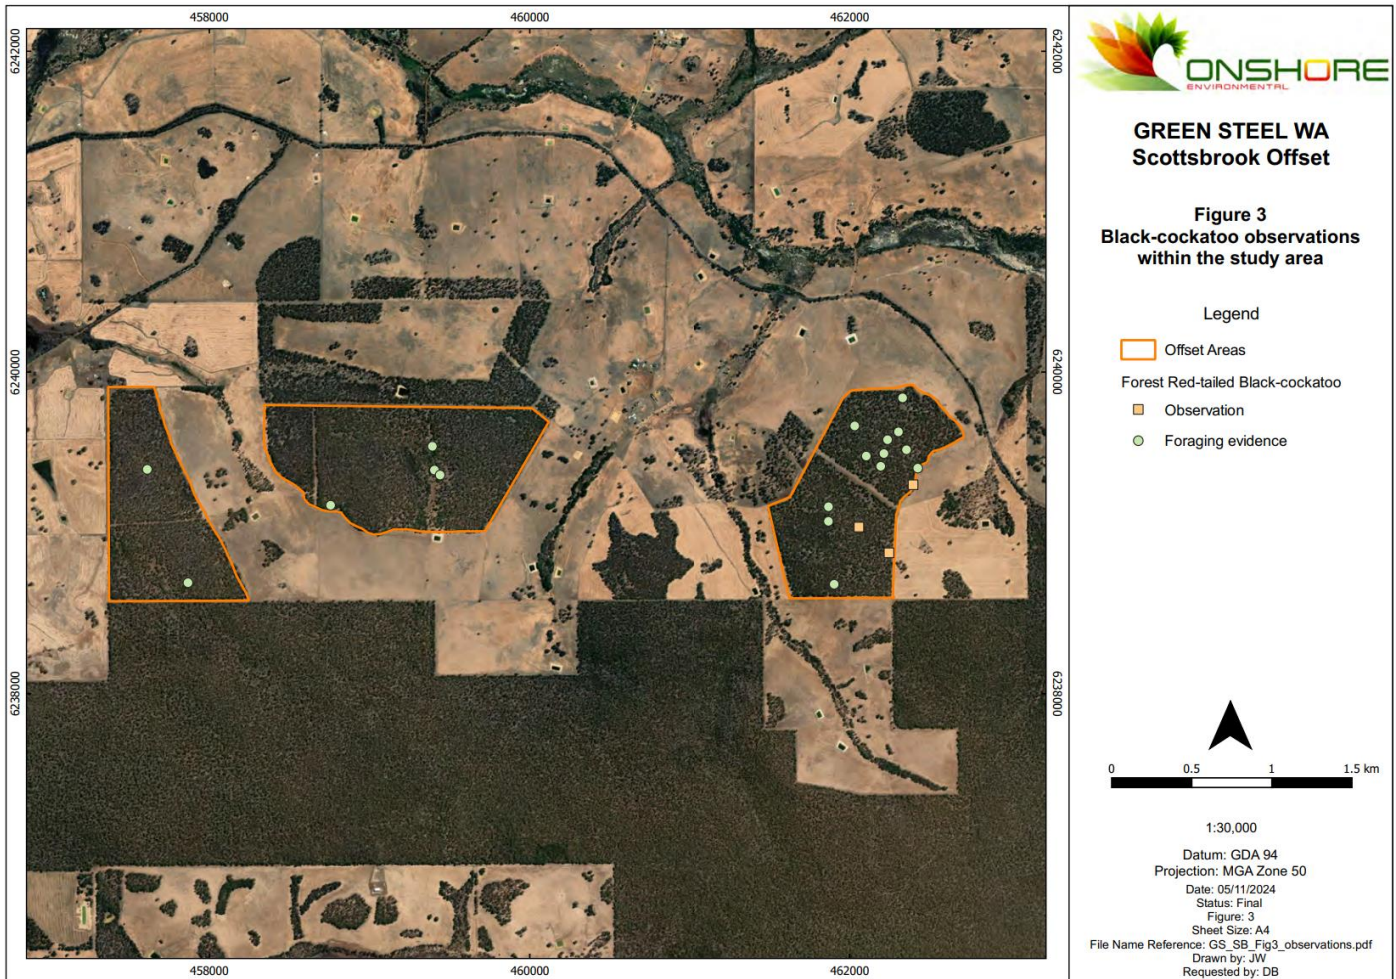 458000
460000
462000
6242000
6240000
6238000
6242000
6240000
6238000
458000
460000
462000
ONSHORE
ENVIRONMENTAL
GREEN STEEL WA
Scottsbrook Offset
Figure 3
Black-cockatoo observations
within the study area
Legend
Offset Areas
Forest Red-tailed Black-cockatoo
Observation
Foraging evidence
0 0.5 1 1.5 km
1:30,000
Datum: GDA 94
Projection: MGA Zone 50
Date: 05/11/2024
Status: Final
Figure: 3
Sheet Size: A4
File Name Reference: GS_SB_Fig3_observations.pdf
Drawn by: JW
Requested by: DB